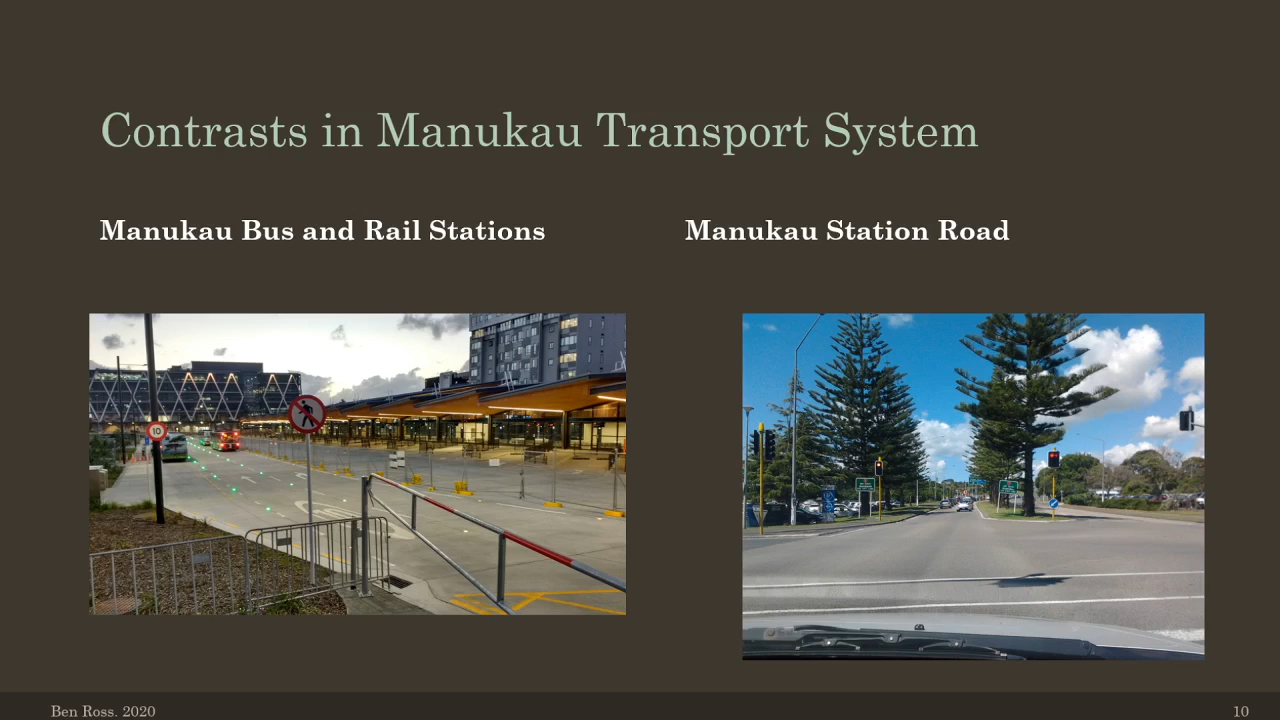 Contrasts in Manukau Transport System
Manukau Bus and Rail Stations
Manukau Station Road
10
Ben Ross. 2020
10